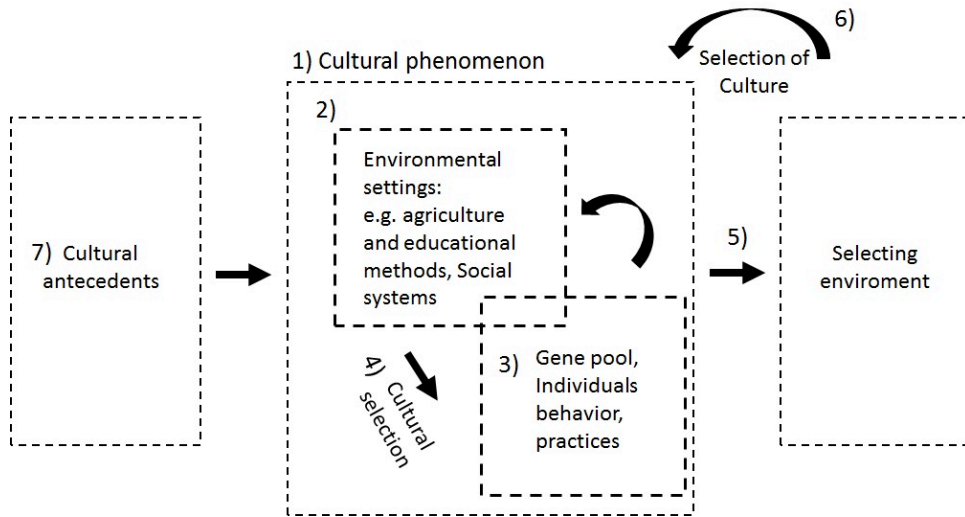 6)
Selection of
Culture
1) Cultural phenomenon
2)
Environmental
settings:
e.g. agriculture
and educational
methods, Social
systems
7) Cultural
antecedents
5)
Selecting
enviroment
4) Cultural
selection
3) Gene pool,
Individuals
behavior,
practices